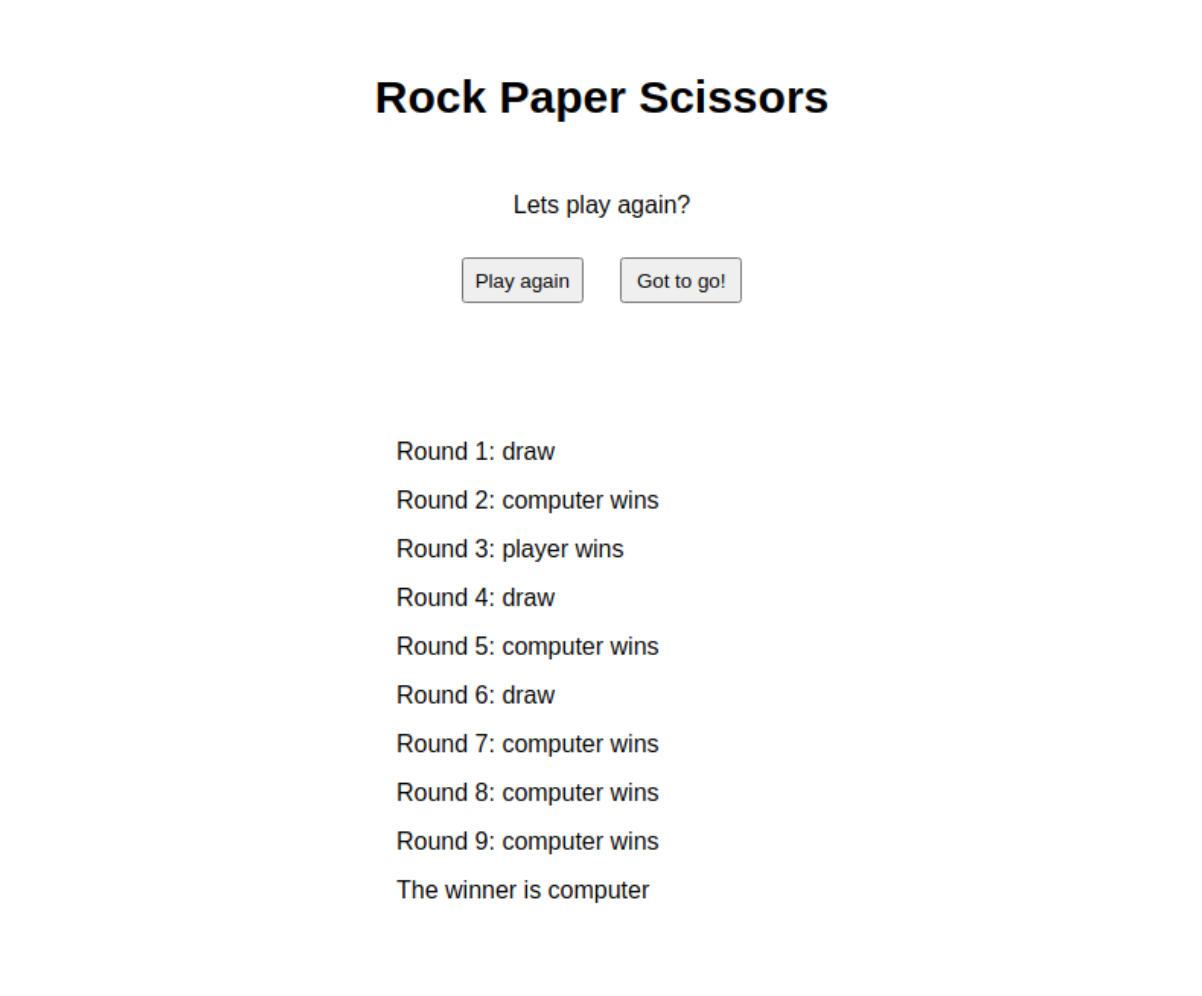 Rock Paper Scissors
Lets play again?
Play again
Got to go!
Round 1: draw
Round 2: computer wins
Round 3: player wins
Round 4: draw
Round 5: computer wins
Round 6: draw
Round 7: computer wins
Round 8: computer wins
Round 9: computer wins
The winner is computer